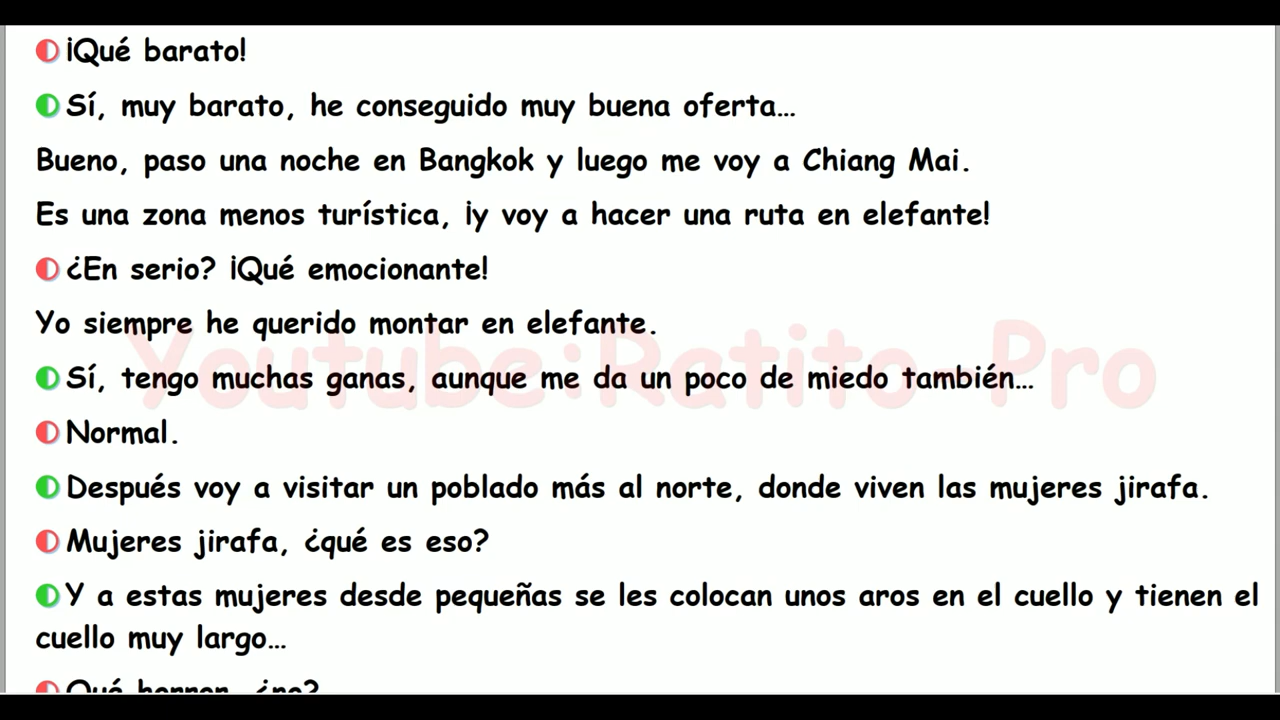 ¡Qué barato!
Sí, muy barato, he conseguido muy buena oferta...
Bueno, paso una noche en Bangkok y luego me voy a Chiang Mai.
Es una zona menos turística, ¡y voy a hacer una ruta en elefante!
¿En serio? ¡Qué emocionante!
Yo siempre he querido montar en elefante.
Youtube:Ratito-Pro
Sí, tengo muchas ganas, aunque me da un poco de miedo también...
Normal.
Después voy a visitar un poblado más al norte, donde viven las mujeres jirafa.
Mujeres jirafa, ¿qué es eso?
Y a estas mujeres desde pequeñas se les colocan unos aros en el cuello y tienen el
cuello muy largo...
Qué horror, ¿no?